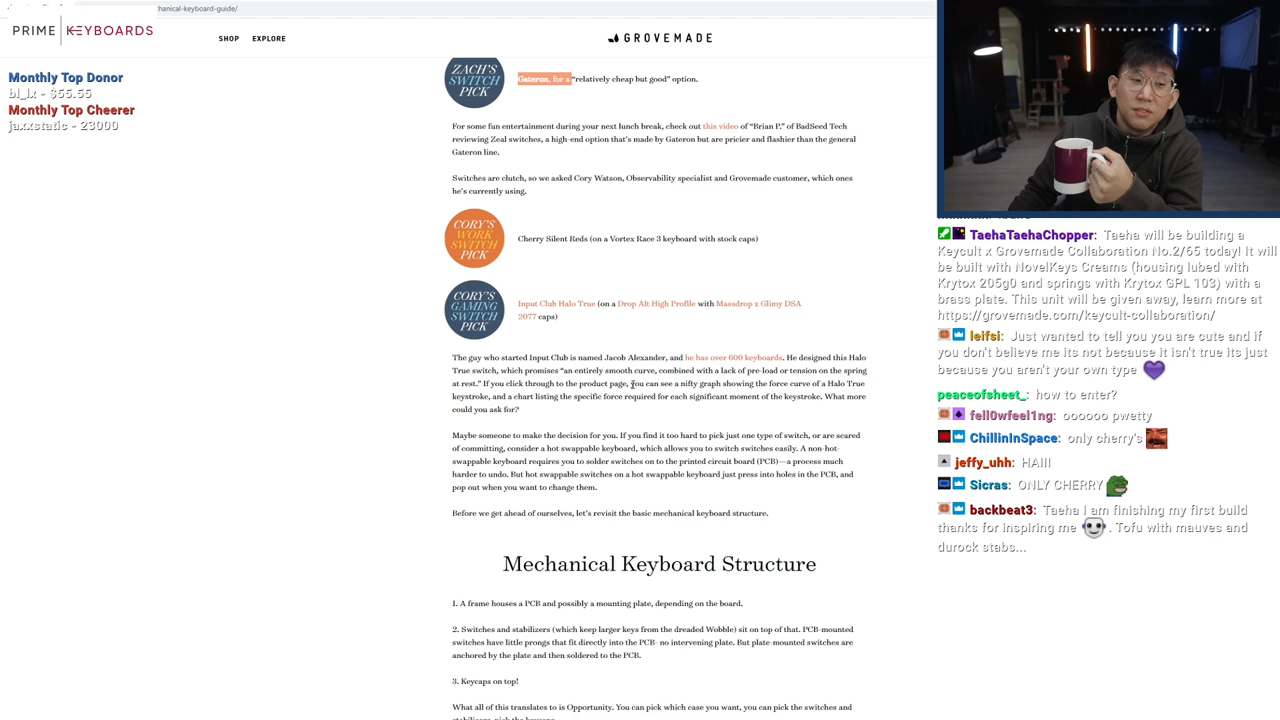 hanical-keyboard-guide/
PRIME KEYBOARDS
SHOP EXPLORE
GROVEMADE
Monthly Top Donor
bl_lx - $55.55
Monthly Top Cheerer
jaxxstatic - 23000
ZACH'S
SWITCH
PICK
Gateron, for a “relatively cheap but good” option.
For some fun entertainment during your next lunch break, check out this video of “Brian P.” of BadSeed Tech
reviewing Zeal switches, a high-end option that's made by Gateron but are pricier and flashier than the general
Gateron line.
Switches are clutch, so we asked Cory Watson, Observability specialist and Grovemade customer, which ones
he's currently using.
CORY'S
WORK
SWITCH
PICK
Cherry Silent Reds (on a Vortex Race 3 keyboard with stock caps)
CORY'S
GAMING
SWITCH
PICK
Input Club Halo True (on a Drop Alt High Profile with Massdrop x Glimy DSA
2077 caps)
The guy who started Input Club is named Jacob Alexander, and he has over 600 keyboards. He designed this Halo
True switch, which promises “an entirely smooth curve, combined with a lack of pre-load or tension on the spring
at rest.” If you click through to the product page, you can see a nifty graph showing the force curve of a Halo True
keystroke, and a chart listing the specific force required for each significant moment of the keystroke. What more
could you ask for?
Maybe someone to make the decision for you. If you find it too hard to pick just one type of switch, or are scared
of committing, consider a hot swappable keyboard, which allows you to switch switches easily. A non-hot-
swappable keyboard requires you to solder switches on to the printed circuit board (PCB)—a process much
harder to undo. But hot swappable switches on a hot swappable keyboard just press into holes in the PCB, and
pop out when you want to change them.
Before we get ahead of ourselves, let's revisit the basic mechanical keyboard structure.
Mechanical Keyboard Structure
1. A frame houses a PCB and possibly a mounting plate, depending on the board.
2. Switches and stabilizers (which keep larger keys from the dreaded Wobble) sit on top of that. PCB-mounted
switches have little prongs that fit directly into the PCB- no intervening plate. But plate-mounted switches are
anchored by the plate and then soldered to the PCB.
3. Keycaps on top!
What all of this translates to is Opportunity. You can pick which case you want, you can pick the switches and
stabilizers, pick the keycaps
TaehaTaehaChopper: Taeha will be building a
Keycult x Grovemade Collaboration No.2/65 today! It will
be built with NovelKeys Creams (housing lubed with
Krytox 205g0 and springs with Krytox GPL 103) with a
brass plate. This unit will be given away, learn more at
https://grovemade.com/keycult-collaboration/
leifsi: Just wanted to tell you you are cute and if
you don't believe me its not because it isn't true its just
because you aren't your own type
peaceofsheet_: how to enter?
fell0wfeel1ng: oooooo pwetty
ChillinInSpace: only cherry's
jeffy_uhh: HAIII
Sicras: ONLY CHERRY
backbeat3: Taeha I am finishing my first build
thanks for inspiring me . Tofu with mauves and
durock stabs...